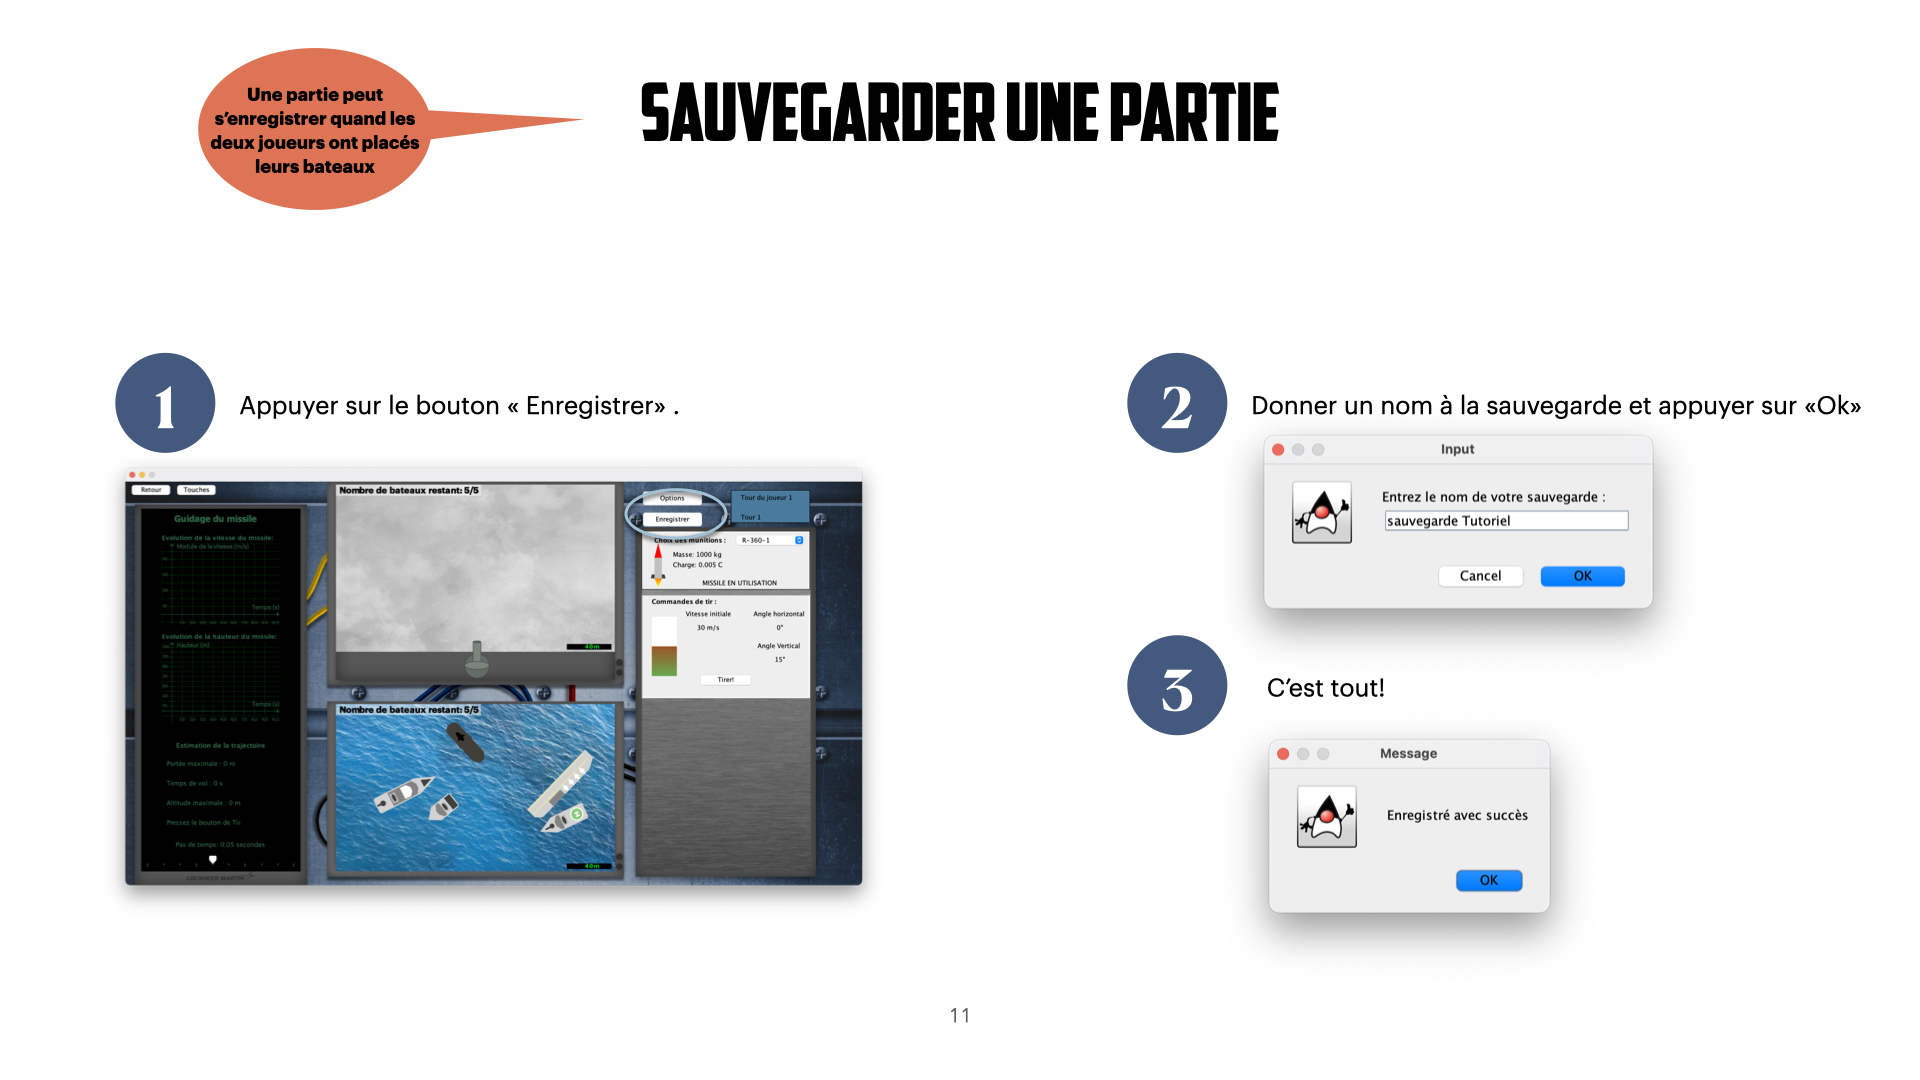 Une partie peut
s’enregistrer quand les
deux joueurs ont placés
leurs bateaux
SAUVEGARDER UNE PARTIE
1
Appuyer sur le bouton « Enregistrer» .
Retour
Touches
Guidage du missile
Evolution de la vitesse du missile:
Module de la vitesse (m/s)
Temps (s)
Evolution de la hauteur du missile:
Hauteur (m)
Temps (s)
Estimation de la trajectoire
Portée maximale : 0 m
Temps de vol : 0 s
Altitude maximale : 0 m
Pressez le bouton de Tir
Pas de temps: 0.05 secondes
LOCKHEED MARTIN
Nombre de bateaux restant: 5/5
40m
Nombre de bateaux restant: 5/5
40m
Options
Enregistrer
Tour du joueur 1
Tour 1
Choix des munitions :
R-360-1
Masse: 1000 kg
Charge: 0.005 C
MISSILE EN UTILISATION
Commandes de tir :
Vitesse initiale
Angle horizontal
30 m/s
0°
Angle Vertical
15°
Tirer!
2
Donner un nom à la sauvegarde et appuyer sur «Ok»
Input
Entrez le nom de votre sauvegarde :
sauvegarde Tutoriel
Cancel
OK
3
C’est tout!
Message
Enregistré avec succès
OK
11